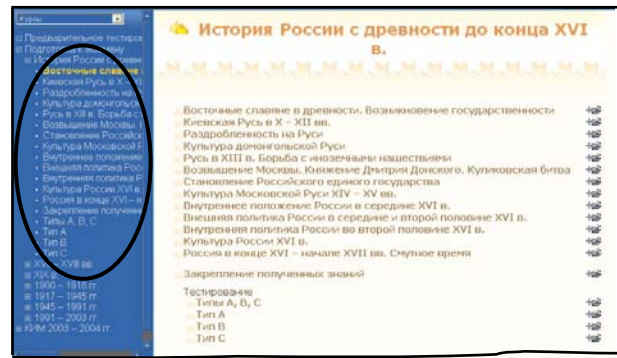 Курсы
Предварительное тестиров
Подготовка к экзамену
История России с древн
Восточные славяне
Киевская Русь в X – XI
Раздробленность на
Культура домонгольск
Русь в XIII в. Борьба с
Возвышение Москвы.
Становление Российск
Культура Московской Р
Внутреннее положение
Внешняя политика Рос
Внутренняя политика Р
Культура России XVI в
Россия в конце XVI – н
Закрепление получен
Типы А, В, С
Тип А
Тип В
Тип С
XVIII вв.
XIX в.
1900 – 1916 гг.
1917 – 1945 гг.
1945 – 1991 гг.
1991 – 2003 гг.
КИМ 2003 – 2004 гг.
История России с древности до конца XVI
в.
Восточные славяне в древности. Возникновение государственности
Киевская Русь в X – XII вв.
Раздробленность на Руси
Культура домонгольской Руси
Русь в XIII в. Борьба с иноземными нашествиями
Возвышение Москвы. Княжение Дмитрия Донского. Куликовская битва
Становление Российского единого государства
Культура Московской Руси XIV – XV вв.
Внутреннее положение России в середине XVI в.
Внешняя политика России в середине и второй половине XVI в.
Внутренняя политика России во второй половине XVI в.
Культура России XVI в.
Россия в конце XVI – начале XVII вв. Смутное время
Закрепление полученных знаний
Тестирование
Типы А, В, С
Тип А
Тип В
Тип С